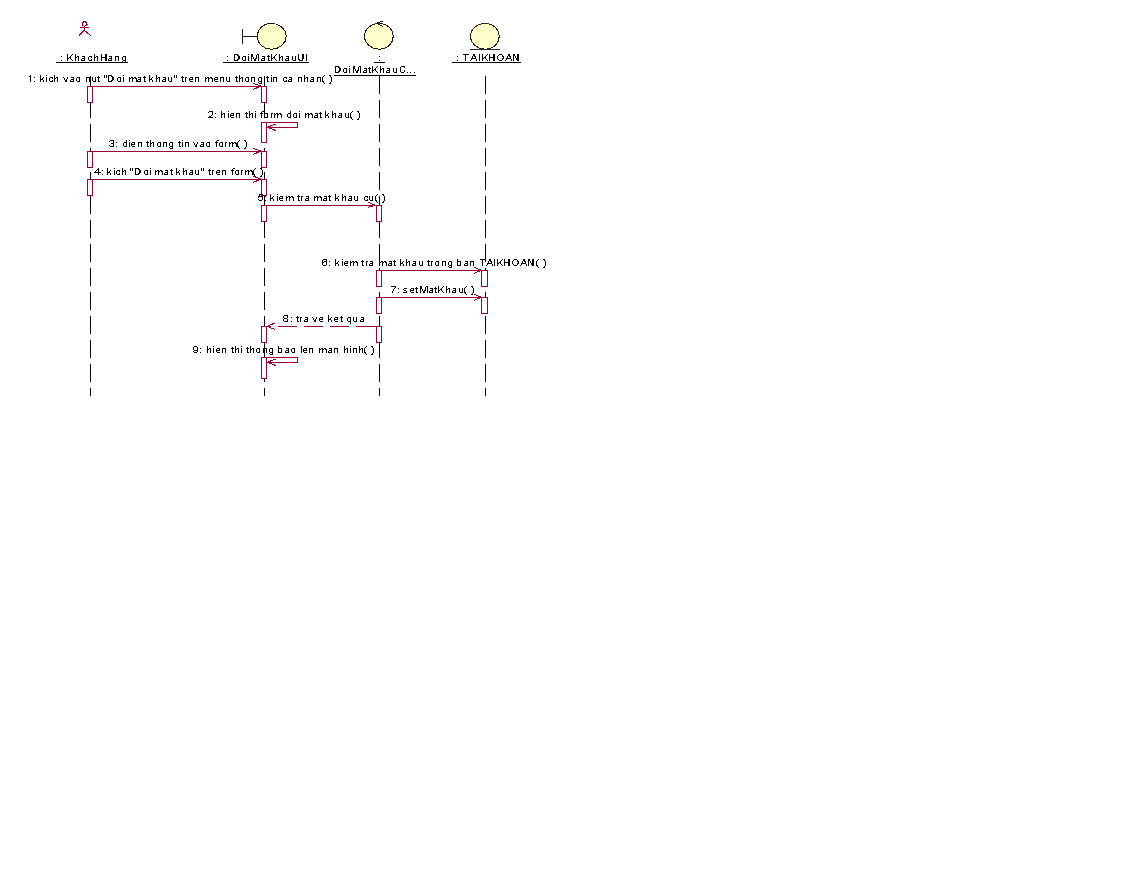 : KhachHang
: DoiMatKhauUI
:
DoiMatKhauC...
: TAIKHOAN
1: kich vao nut "Doi mat khau" tren menu thong tin ca nhan( )
2: hien thi form doi mat khau( )
3: dien thong tin vao form( )
4: kich "Doi mat khau" tren form( )
5: kiem tra mat khau cu( )
6: kiem tra mat khau trong ban TAIKHOAN( )
7: setMatKhau( )
8: tra ve ket qua
9: hien thi thong bao len man hinh( )